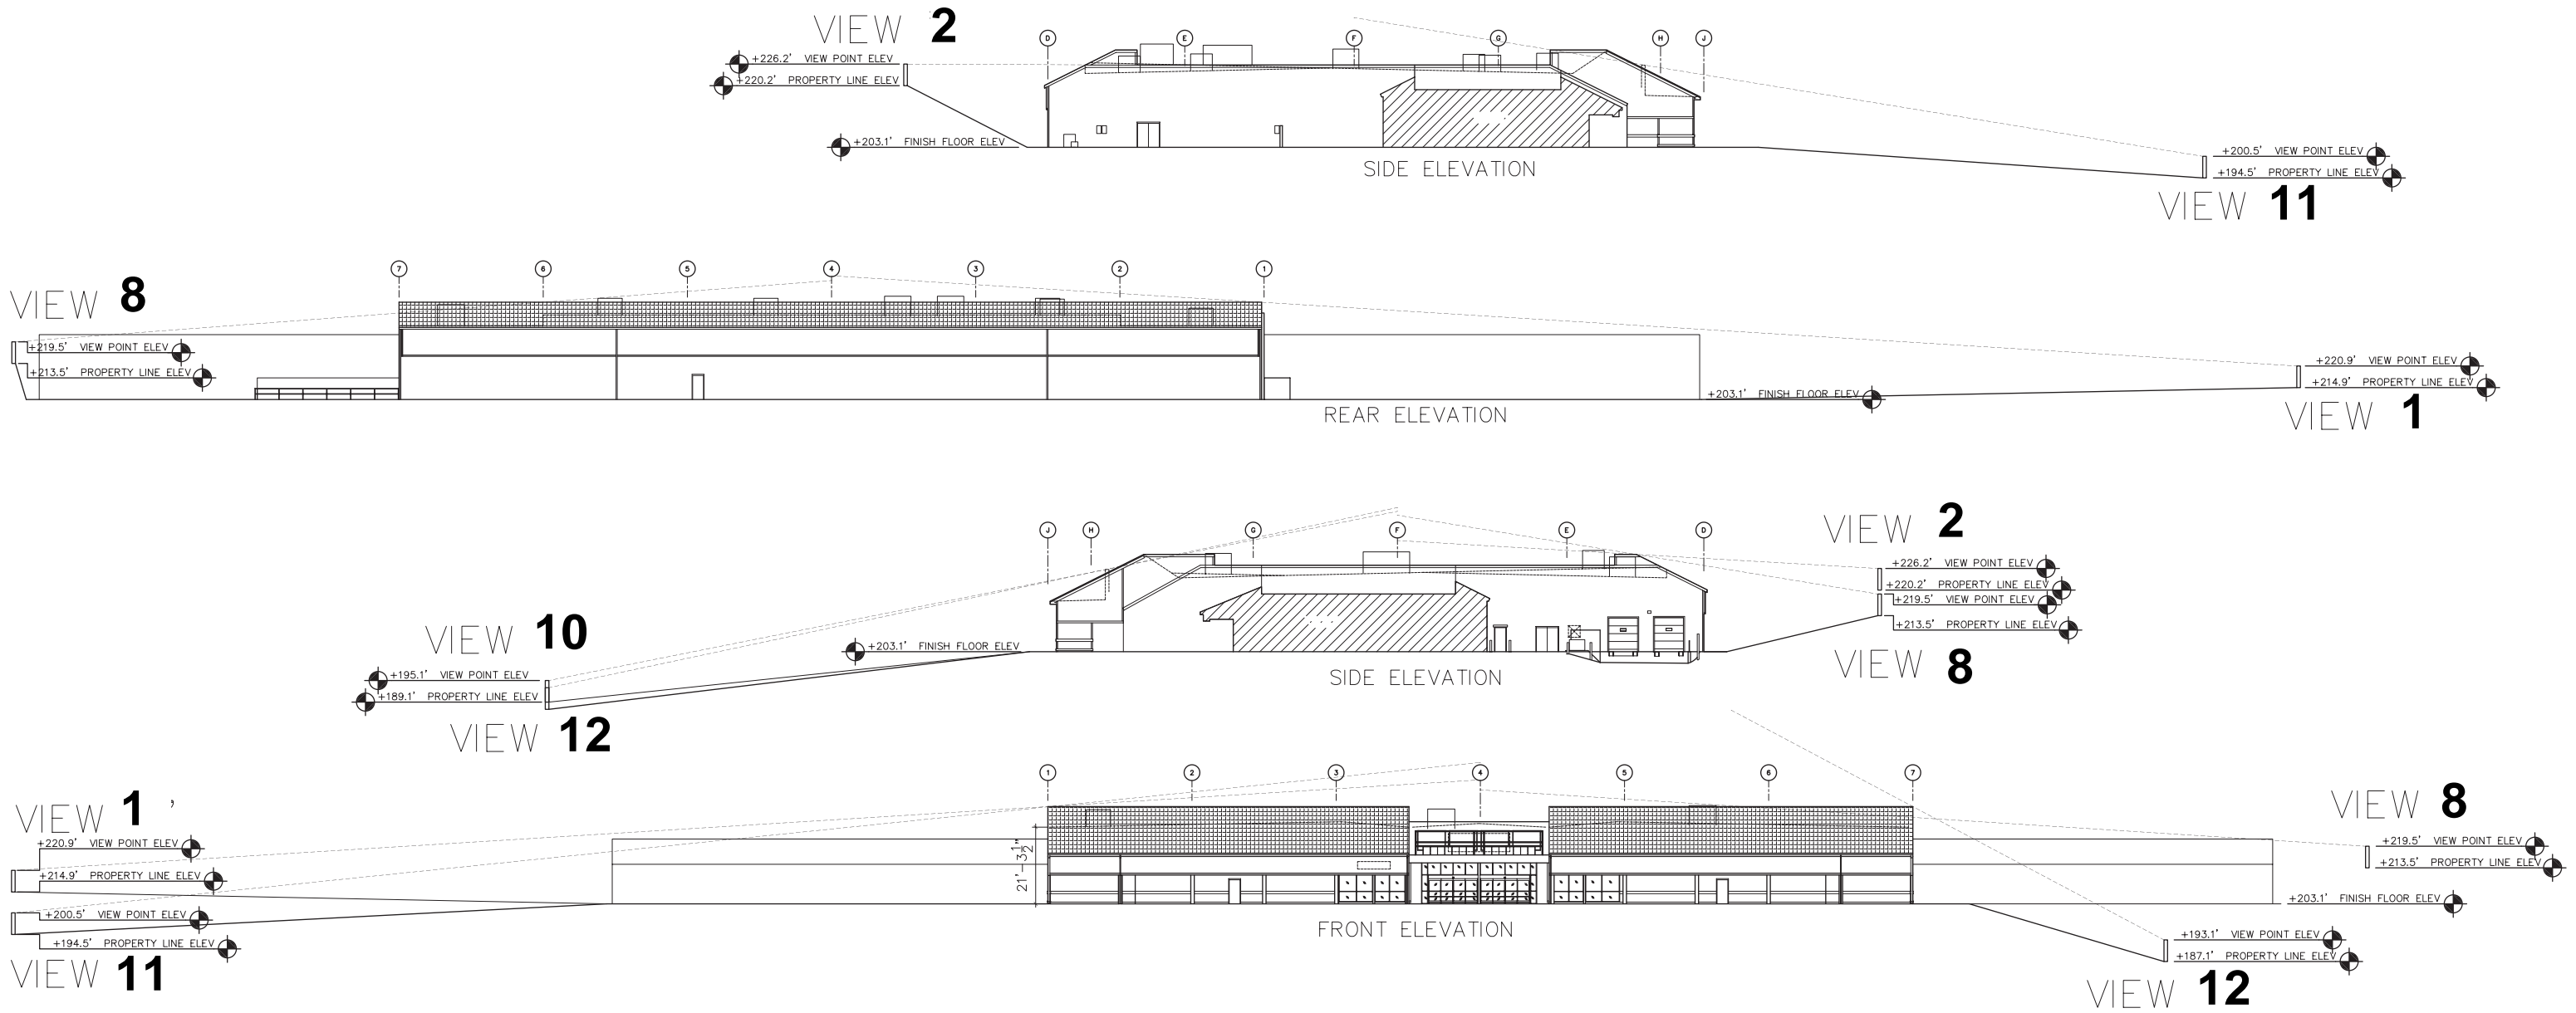 VIEW 2
D E F G H J
+226.2' VIEW POINT ELEV
+220.2' PROPERTY LINE ELEV
+203.1' FINISH FLOOR ELEV
SIDE ELEVATION
+200.5' VIEW POINT ELEV
+194.5' PROPERTY LINE ELEV
VIEW 11
7 6 5 4 3 2 1
VIEW 8
+219.5' VIEW POINT ELEV
+213.5' PROPERTY LINE ELEV
+220.9' VIEW POINT ELEV
+214.9' PROPERTY LINE ELEV
+203.1' FINISH FLOOR ELEV
REAR ELEVATION
VIEW 1
J H G F E D
VIEW 2
+226.2' VIEW POINT ELEV
+220.2' PROPERTY LINE ELEV
+219.5' VIEW POINT ELEV
+213.5' PROPERTY LINE ELEV
VIEW 8
VIEW 10
+203.1' FINISH FLOOR ELEV
+195.1' VIEW POINT ELEV
+189.1' PROPERTY LINE ELEV
SIDE ELEVATION
VIEW 12
1 2 3 4 5 6 7
VIEW 1 '
+220.9' VIEW POINT ELEV
+214.9' PROPERTY LINE ELEV
+200.5' VIEW POINT ELEV
+194.5' PROPERTY LINE ELEV
VIEW 11
21'-3 1/2"
FRONT ELEVATION
VIEW 8
+219.5' VIEW POINT ELEV
+213.5' PROPERTY LINE ELEV
+203.1' FINISH FLOOR ELEV
+193.1' VIEW POINT ELEV
+187.1' PROPERTY LINE ELEV
VIEW 12